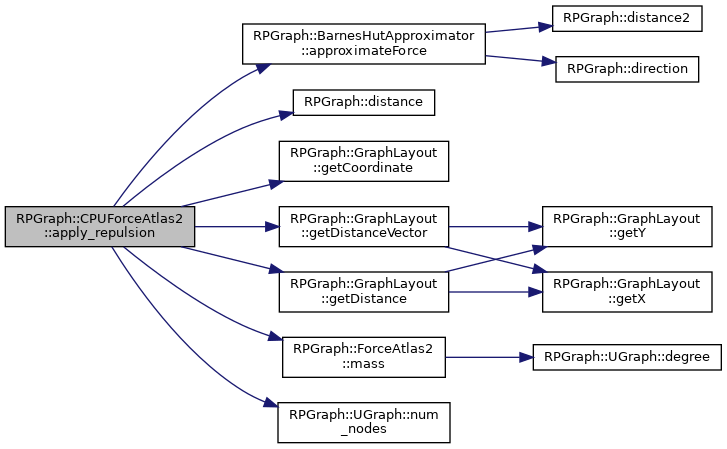 RPGraph::CPUForceAtlas2
::apply_repulsion
RPGraph::BarnesHutApproximator
::approximateForce
RPGraph::distance2
RPGraph::direction
RPGraph::distance
RPGraph::GraphLayout
::getCoordinate
RPGraph::GraphLayout
::getDistanceVector
RPGraph::GraphLayout
::getY
RPGraph::GraphLayout
::getDistance
RPGraph::GraphLayout
::getX
RPGraph::ForceAtlas2
::mass
RPGraph::UGraph::degree
RPGraph::UGraph::num
_nodes